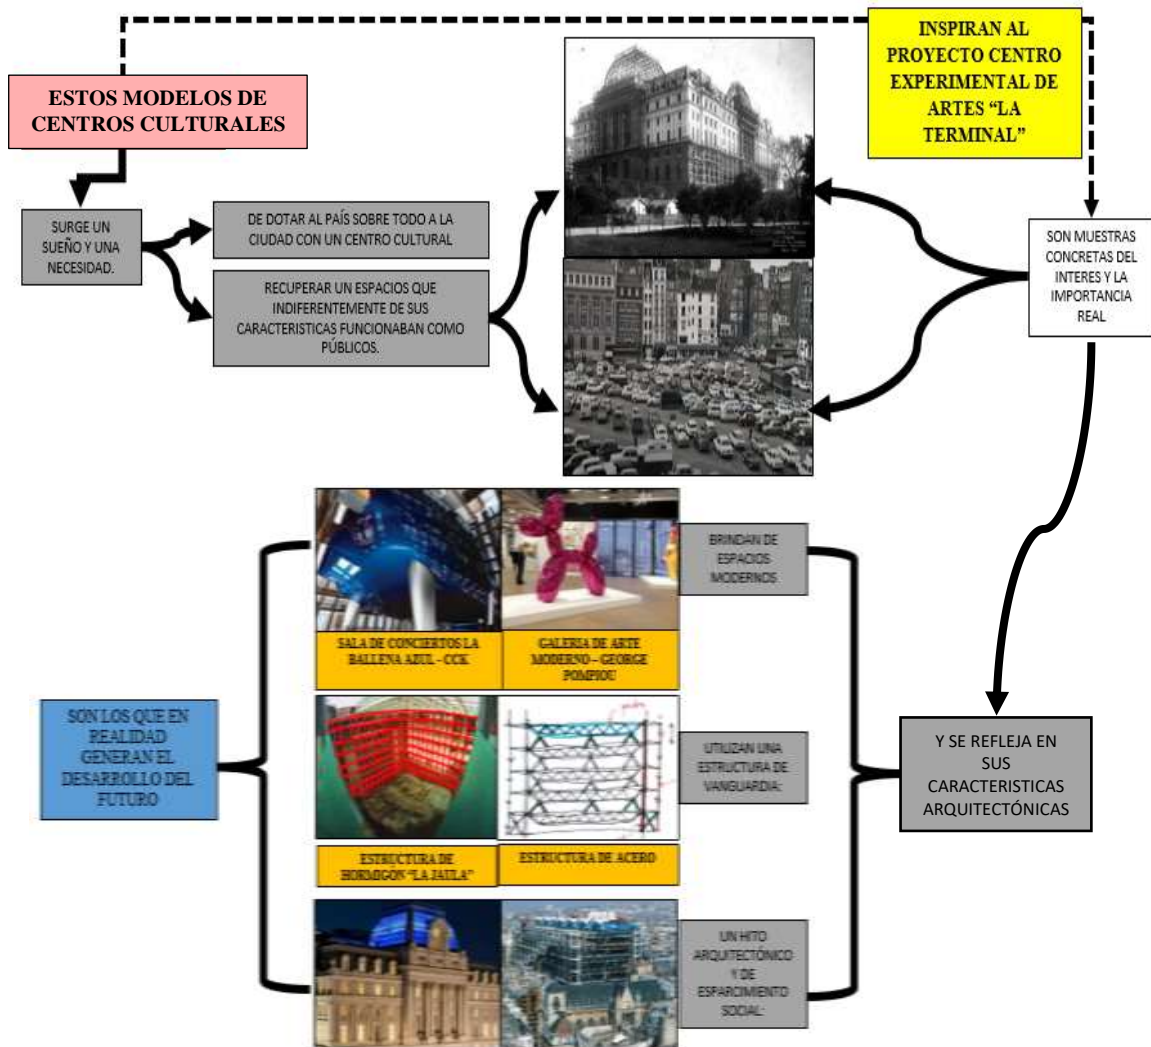 ESTOS MODELOS DE
CENTROS CULTURALES
INSPIRAN AL
PROYECTO CENTRO
EXPERIMENTAL DE
ARTES “LA
TERMINAL”
SURGE UN
SUEÑO Y UNA
NECESIDAD.
DE DOTAR AL PAÍS SOBRE TODO A LA
CIUDAD CON UN CENTRO CULTURAL
RECUPERAR UN ESPACIOS QUE
INDIFERENTEMENTE DE SUS
CARACTERISTICAS FUNCIONABAN COMO
PÚBLICOS.
SON MUESTRAS
CONCRETAS DEL
INTERES Y LA
IMPORTANCIA
REAL
BRINDAN DE
ESPACIOS
MODERNOS
SALA DE CONCIERTOS LA
BALLENA AZUL - CCK
GALERIA DE ARTE
MODERNO – GEORGE
POMPIOU
SON LOS QUE EN
REALIDAD
GENERAN EL
DESARROLLO DEL
FUTURO
UTILIZAN UNA
ESTRUCTURA DE
VANGUARDIA:
Y SE REFLEJA EN
SUS
CARACTERISTICAS
ARQUITECTÓNICAS
ESTRUCTURA DE
HORMIGÓN “LA JAULA”
ESTRUCTURA DE ACERO
UN HITO
ARQUITECTÓNICO
Y DE
ESPARCIMIENTO
SOCIAL: